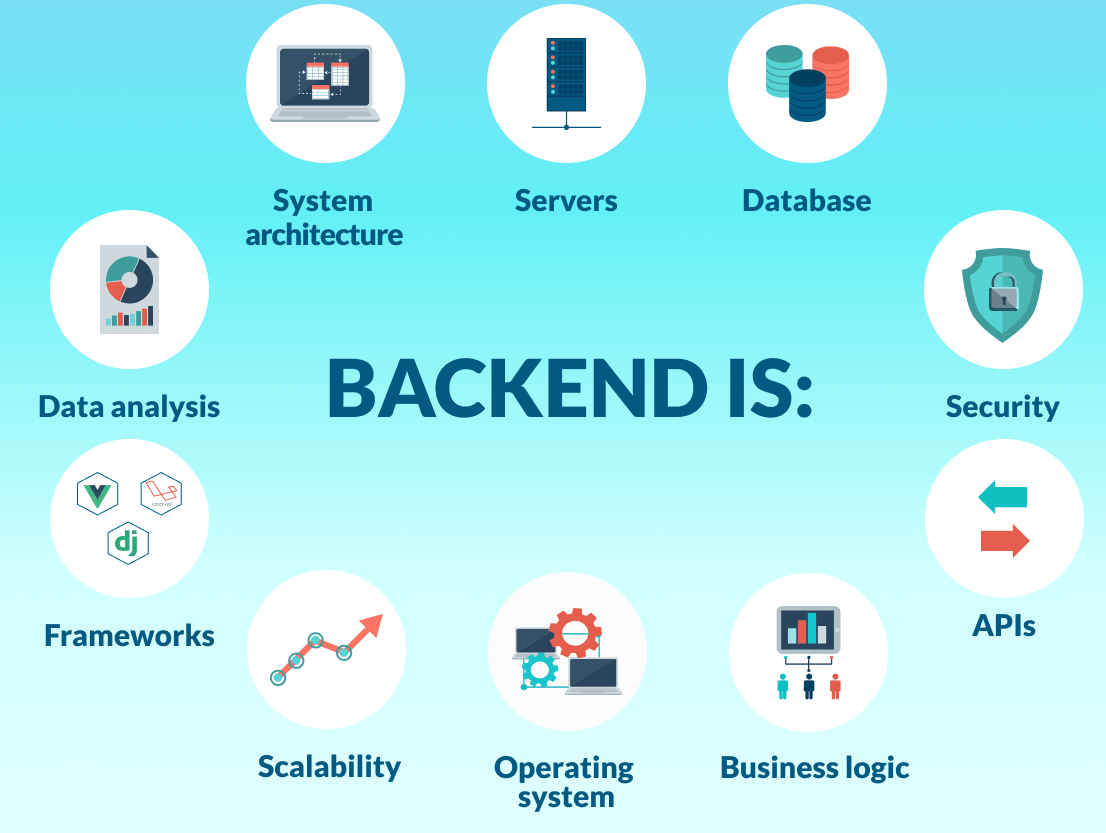 System
architecture
Servers
Database
Data analysis
BACKEND IS:
Security
laravel
dj
Frameworks
APIs
Scalability
Operating
system
Business logic